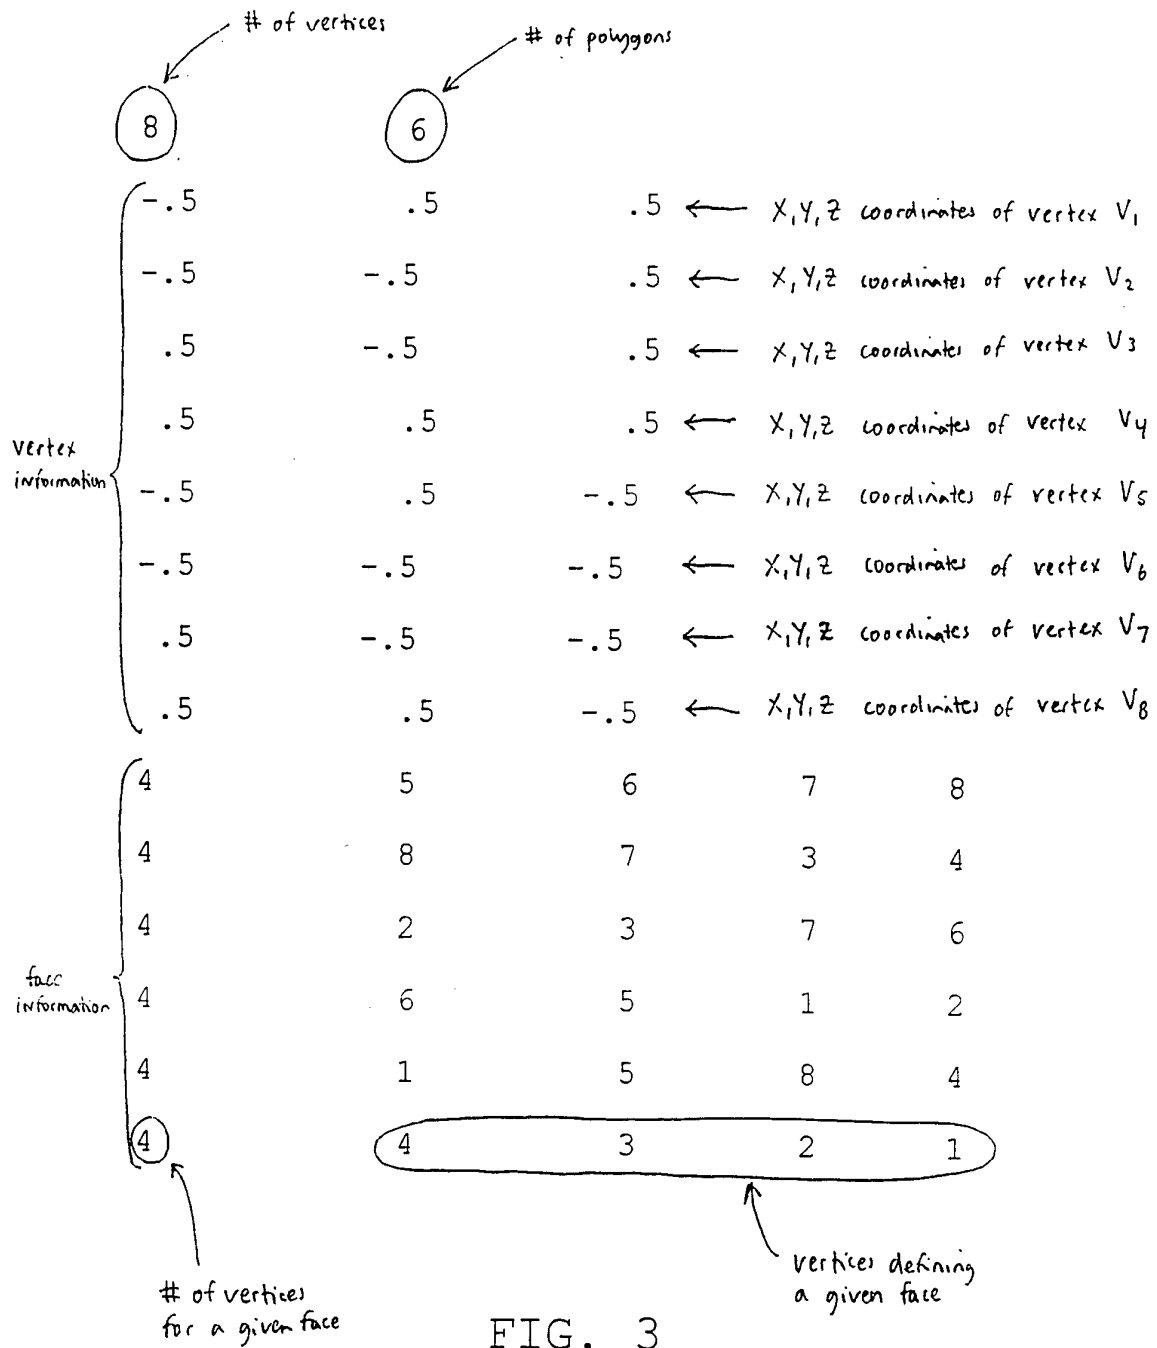 # of vertices
# of polygons
8 6
-.5 .5 .5 ← X,Y,Z coordinates of vertex V1
-.5 -.5 .5 ← X,Y,Z coordinates of vertex V2
.5 -.5 .5 ← X,Y,Z coordinates of vertex V3
.5 .5 .5 ← X,Y,Z coordinates of vertex V4
vertex
information
-.5 .5 -.5 ← X,Y,Z coordinates of vertex V5
-.5 -.5 -.5 ← X,Y,Z coordinates of vertex V6
.5 -.5 -.5 ← X,Y,Z coordinates of vertex V7
.5 .5 -.5 ← X,Y,Z coordinates of vertex V8
4 5 6 7 8
4 8 7 3 4
4 2 3 7 6
face
information
4 6 5 1 2
4 1 5 8 4
4 4 3 2 1
# of vertices
for a given face
vertices defining
a given face
FIG. 3